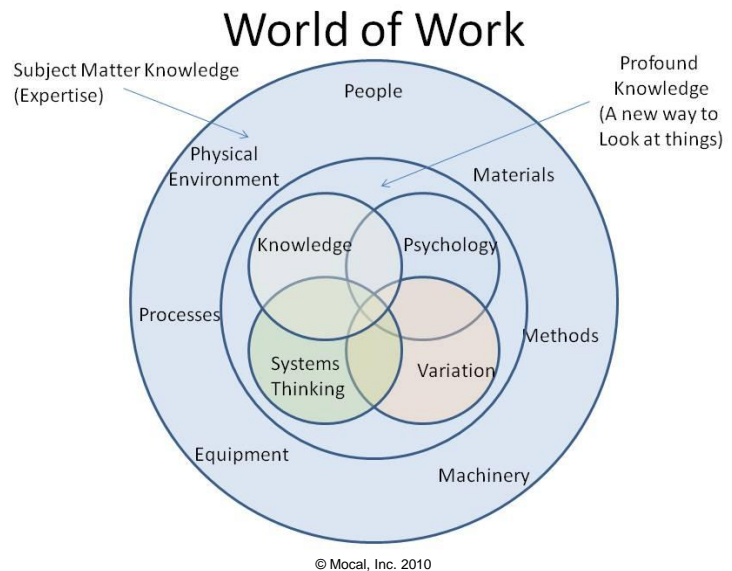 World of Work
Subject Matter Knowledge
(Expertise)
Profound
Knowledge
(A new way to
Look at things)
People
Physical
Environment
Materials
Knowledge
Psychology
Processes
Methods
Systems
Thinking
Variation
Equipment
Machinery
© Mocal, Inc. 2010